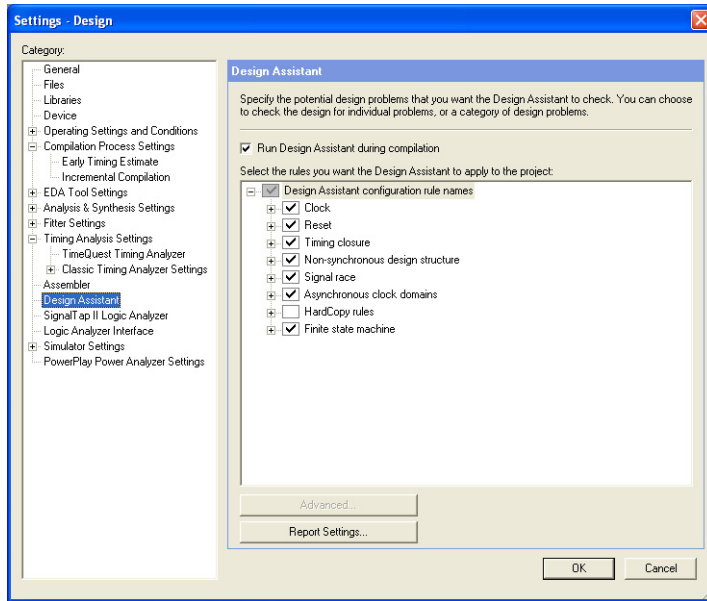 Settings - Design
Category:
General
Files
Libraries
Device
Operating Settings and Conditions
Compilation Process Settings
Early Timing Estimate
Incremental Compilation
EDA Tool Settings
Analysis & Synthesis Settings
Fitter Settings
Timing Analysis Settings
TimeQuest Timing Analyzer
Classic Timing Analyzer Settings
Assembler
Design Assistant
SignalTap II Logic Analyzer
Logic Analyzer Interface
Simulator Settings
PowerPlay Power Analyzer Settings
Design Assistant
Specify the potential design problems that you want the Design Assistant to check. You can choose
to check the design for individual problems, or a category of design problems.
Run Design Assistant during compilation
Select the rules you want the Design Assistant to apply to the project:
Design Assistant configuration rule names
Clock
Reset
Timing closure
Non-synchronous design structure
Signal race
Asynchronous clock domains
HardCopy rules
Finite state machine
Advanced...
Report Settings...
OK
Cancel